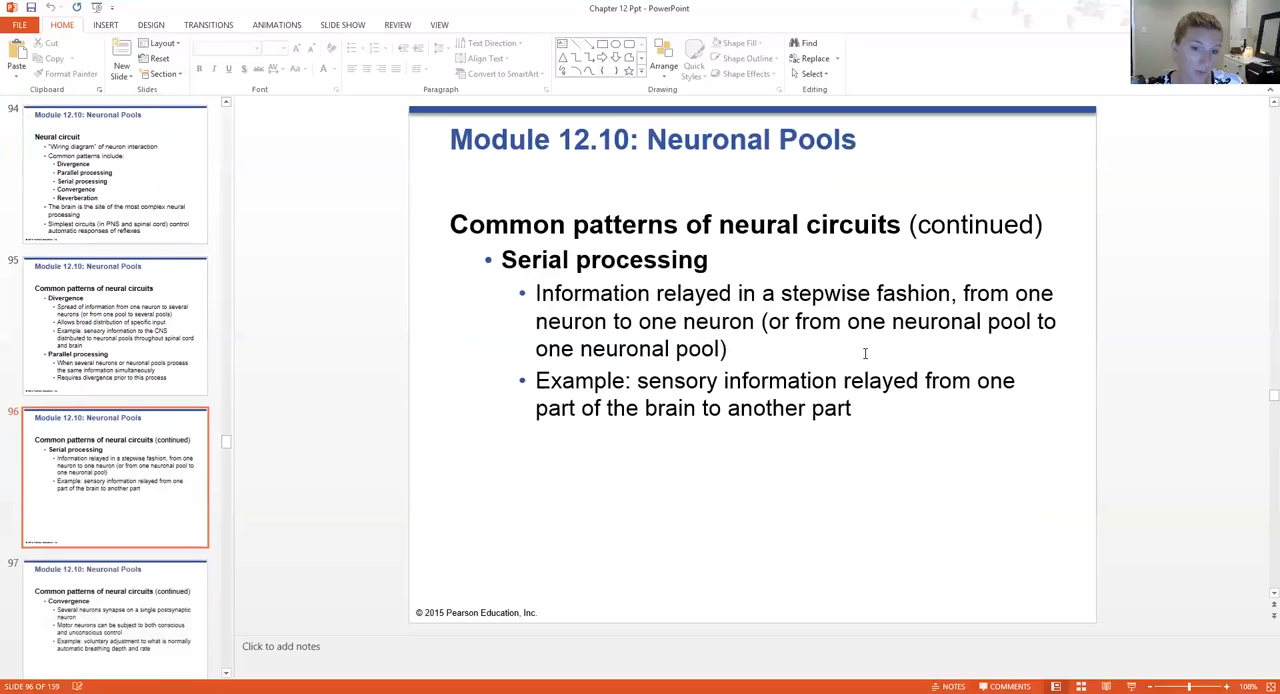 Chapter 12 Ppt - PowerPoint
FILE HOME INSERT DESIGN TRANSITIONS ANIMATIONS SLIDE SHOW REVIEW VIEW
Paste
Cut
Copy
Format Painter
Clipboard
New
Slide
Layout
Reset
Section
Slides
B I U S abc AV Aa A
Font
Text Direction
Align Text
Convert to SmartArt
Paragraph
Arrange
Quick
Styles
Shape Fill
Shape Outline
Shape Effects
Drawing
Find
Replace
Select
Editing
94
Module 12.10: Neuronal Pools
Neural circuit
• "Wiring diagram" of neuron interaction
• Common patterns include:
• Divergence
• Parallel processing
• Serial processing
• Convergence
• Reverberation
• The brain is the site of the most complex neural
processing
• Simplest circuits (in PNS and spinal cord) control
automatic responses of reflexes
95
Module 12.10: Neuronal Pools
Common patterns of neural circuits
• Divergence
• Spread of information from one neuron to several
neurons (or from one pool to several pools)
• Allows broad distribution of specific input
• Example: sensory information to the CNS
distributed to neuronal pools throughout spinal cord
and brain
• Parallel processing
• When several neurons or neuronal pools process
the same information simultaneously
• Requires divergence prior to this process
96
Module 12.10: Neuronal Pools
Common patterns of neural circuits (continued)
• Serial processing
• Information relayed in a stepwise fashion, from one
neuron to one neuron (or from one neuronal pool to
one neuronal pool)
• Example: sensory information relayed from one
part of the brain to another part
97
Module 12.10: Neuronal Pools
Common patterns of neural circuits (continued)
• Convergence
• Several neurons synapse on a single postsynaptic
neuron
• Motor neurons can be subject to both conscious
and unconscious control
• Example: voluntary adjustment to what is normally
automatic breathing depth and rate
Module 12.10: Neuronal Pools
Common patterns of neural circuits (continued)
• Serial processing
• Information relayed in a stepwise fashion, from one
neuron to one neuron (or from one neuronal pool to
one neuronal pool)
• Example: sensory information relayed from one
part of the brain to another part
© 2015 Pearson Education, Inc.
Click to add notes
SLIDE 96 OF 159
NOTES COMMENTS 108%